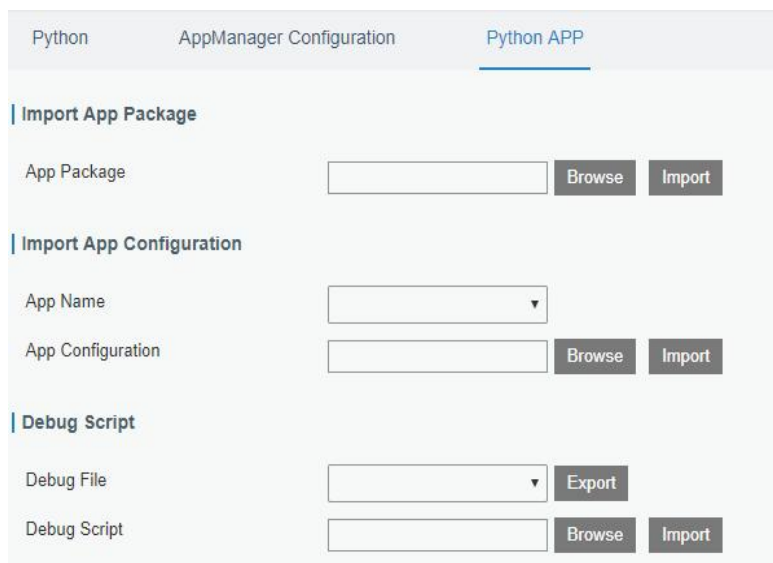 Python AppManager Configuration Python APP
Import App Package
App Package Browse Import
Import App Configuration
App Name
App Configuration Browse Import
Debug Script
Debug File Export
Debug Script Browse Import